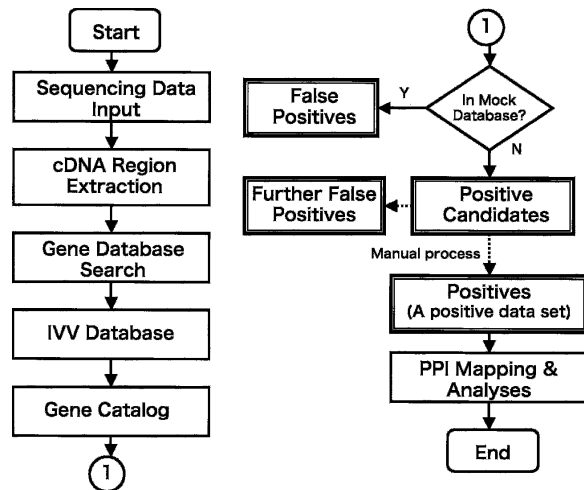 Start
Sequencing Data
Input
cDNA Region
Extraction
Gene Database
Search
IVV Database
Gene Catalog
1
1
In Mock
Database?
Y
N
False
Positives
Positive
Candidates
Further False
Positives
Manual process
Positives
(A positive data set)
PPI Mapping &
Analyses
End